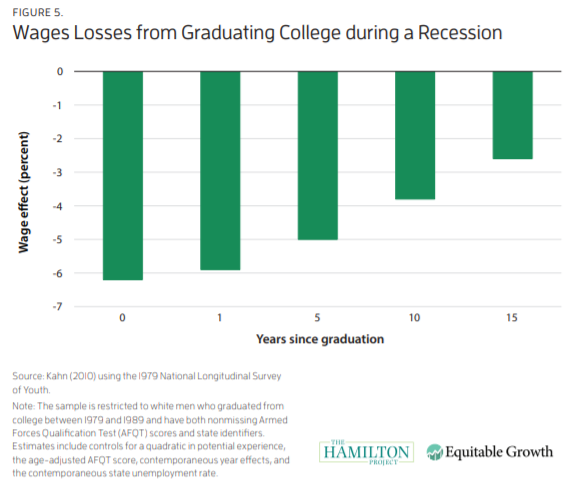 FIGURE 5.
Wages Losses from Graduating College during a Recession
0
-1
-2
-3
-4
-5
-6
-7
Wage effect (percent)
0 1 5 10 15
Years since graduation
Source: Kahn (2010) using the 1979 National Longitudinal Survey
of Youth.
Note: The sample is restricted to white men who graduated from
college between 1979 and 1989 and have both nonmissing Armed
Forces Qualification Test (AFQT) scores and state identifiers.
Estimates include controls for a quadratic in potential experience,
the age-adjusted AFQT score, contemporaneous year effects, and
the contemporaneous state unemployment rate.
THE
HAMILTON
PROJECT
Equitable Growth